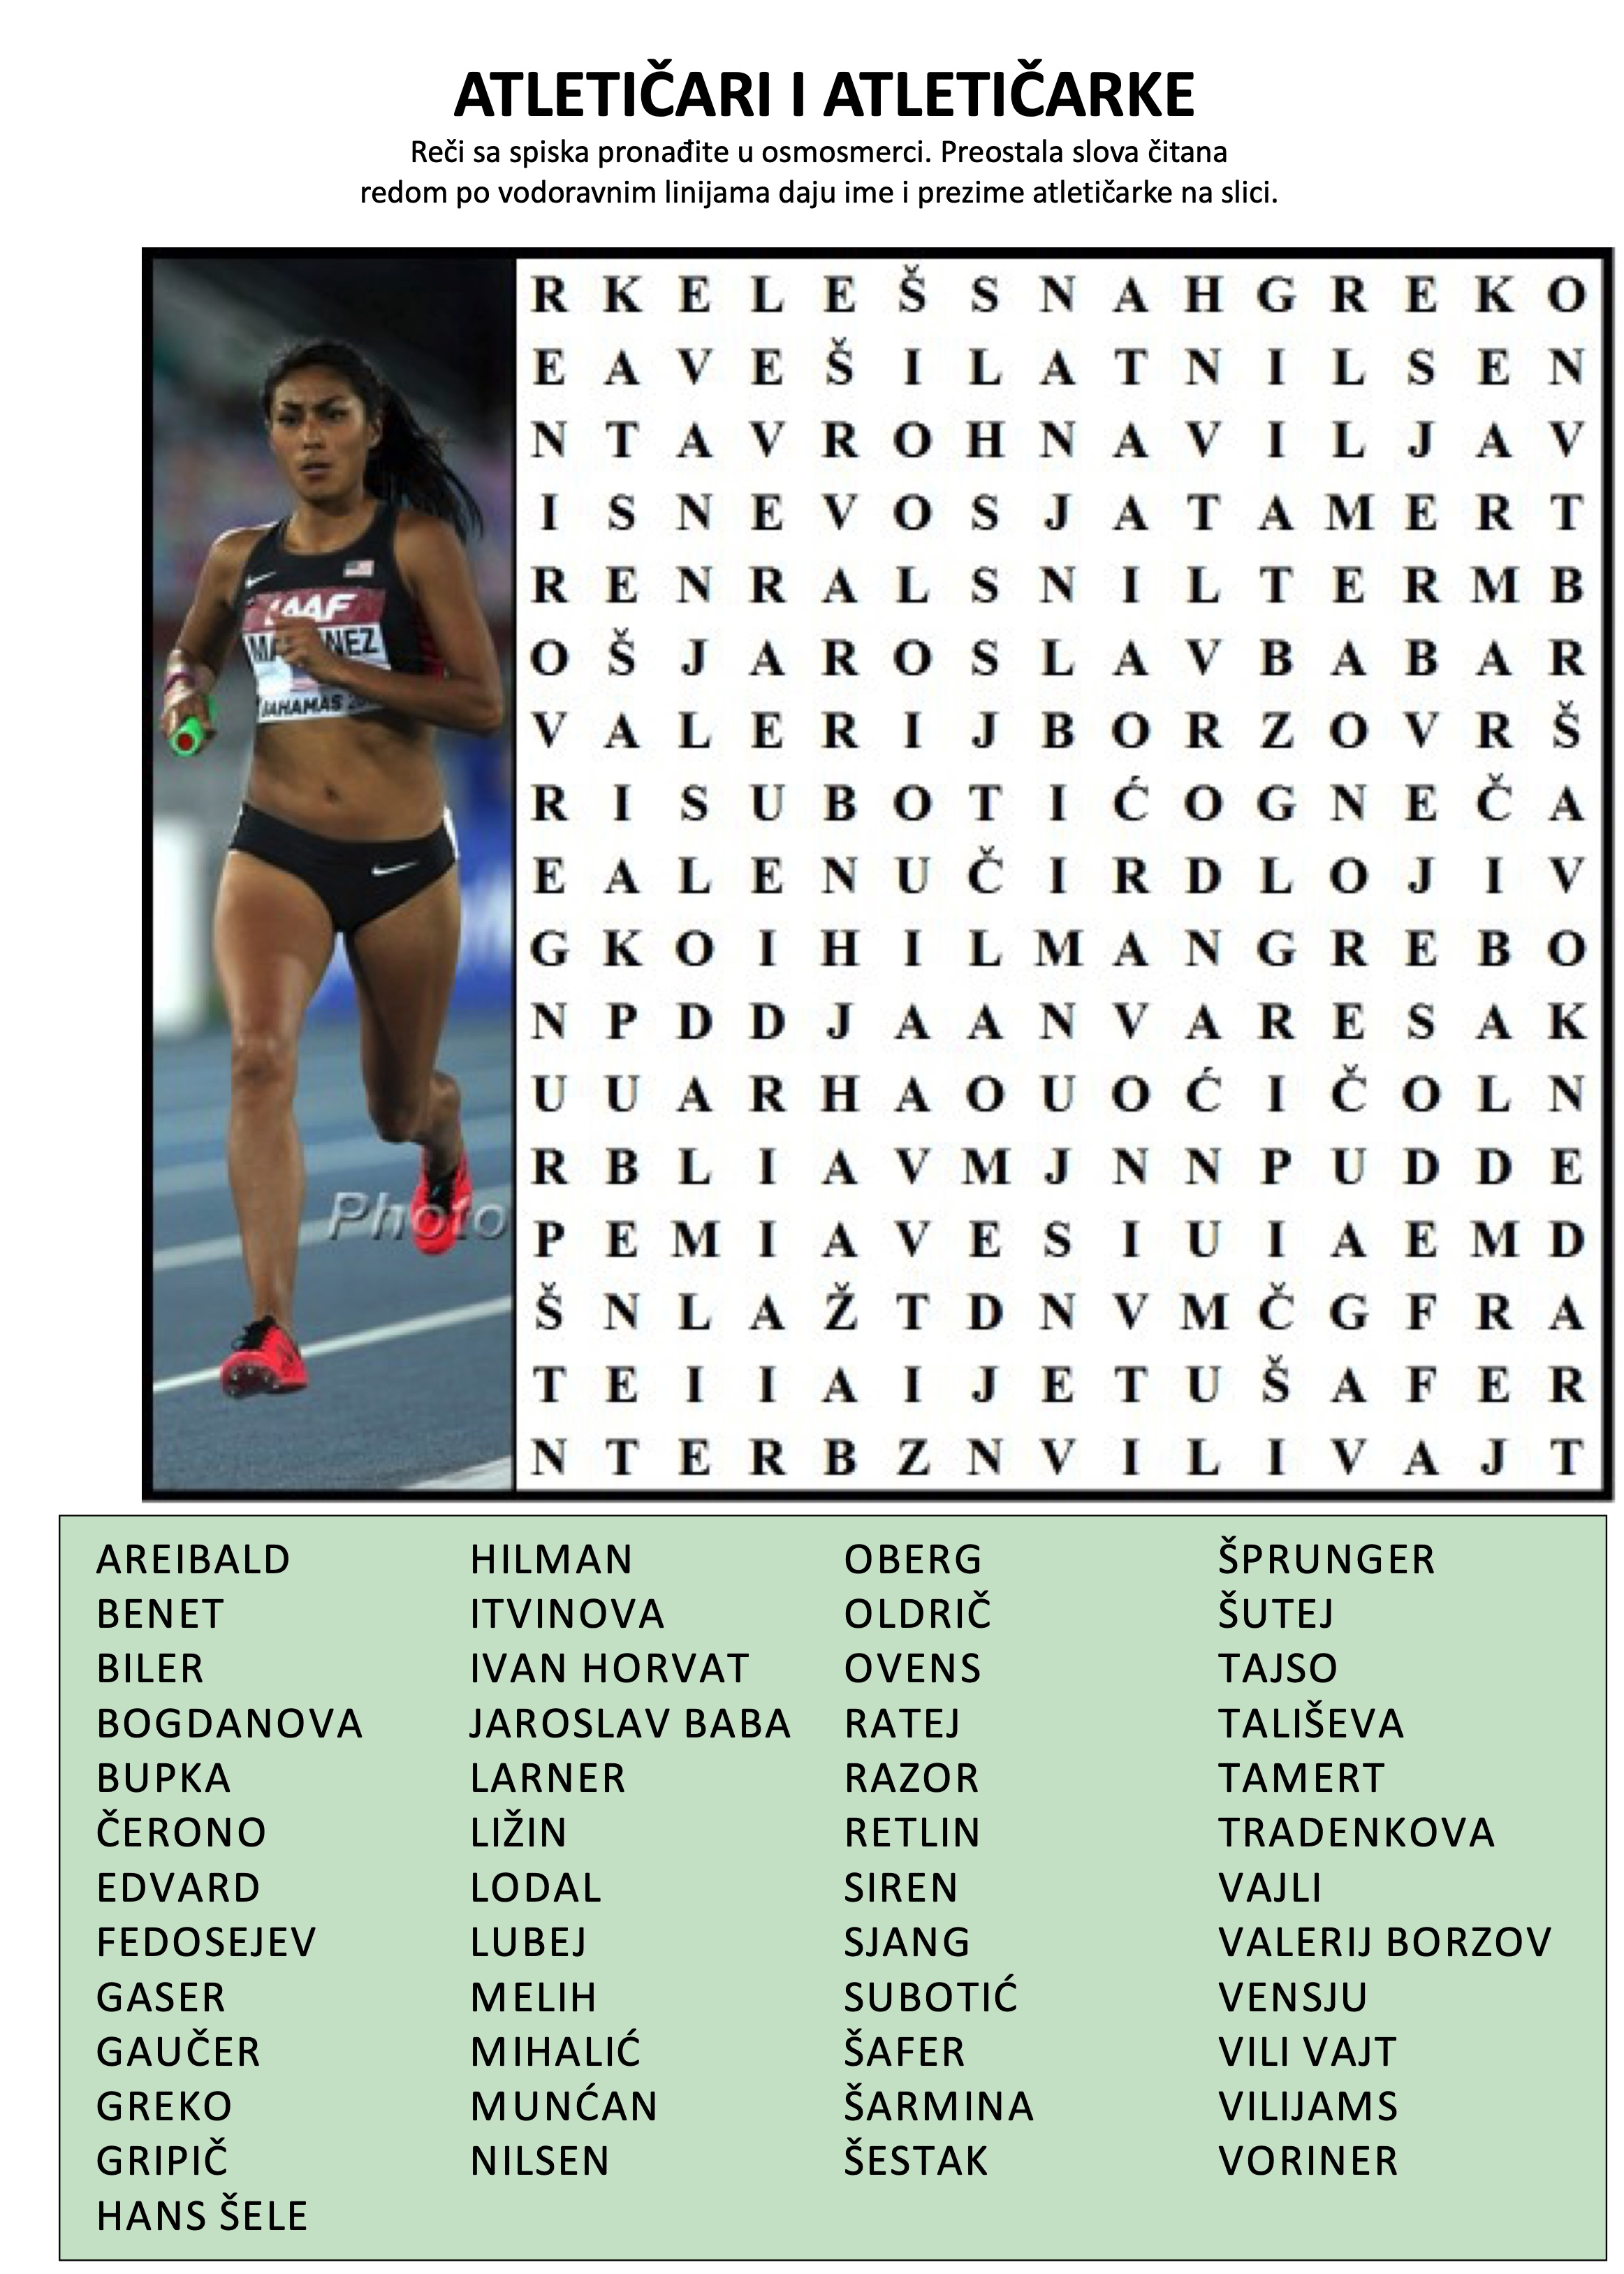 ATLETIČARI I ATLETIČARKE
Reči sa spiska pronađite u osmosmerci. Preostala slova čitana
redom po vodoravnim linijama daju ime i prezime atletičarke na slici.
R K E L E Š S N A H G R E K O
E A V E Š I L A T N I L S E N
N T A V R O H N A V I L J A V
I S N E V O S J A T A M E R T
R E N R A L S N I L T E R M B
O Š J A R O S L A V B A B A R
V A L E R I J B O R Z O V R Š
R I S U B O T I Ć O G N E Č A
E A L E N U Č I R D L O J I V
G K O I H I L M A N G R E B O
N P D D J A A N V A R E S A K
U U A R H A O U O Ć I Č O L N
R B L I A V M J N N P U D D E
P E M I A V E S I U I A E M D
Š N L A Ž T D N V M Č G F R A
T E I I A I J E T U Š A F E R
N T E R B Z N V I L I V A J T
IAAF
BAHAMAS
Photo
AREIBALD
BENET
BILER
BOGDANOVA
BUPKA
ČERONO
EDVARD
FEDOSEJEV
GASER
GAUČER
GREKO
GRIPIČ
HANS ŠELE
HILMAN
ITVINOVA
IVAN HORVAT
JAROSLAV BABA
LARNER
LIŽIN
LODAL
LUBEJ
MELIH
MIHALIĆ
MUNĆAN
NILSEN
OBERG
OLDRIČ
OVENS
RATEJ
RAZOR
RETLIN
SIREN
SJANG
SUBOTIĆ
ŠAFER
ŠARMINA
ŠESTAK
ŠPRUNGER
ŠUTEJ
TAJSO
TALIŠEVA
TAMERT
TRADENKOVA
VAJLI
VALERIJ BORZOV
VENSJU
VILI VAJT
VILIJAMS
VORINER